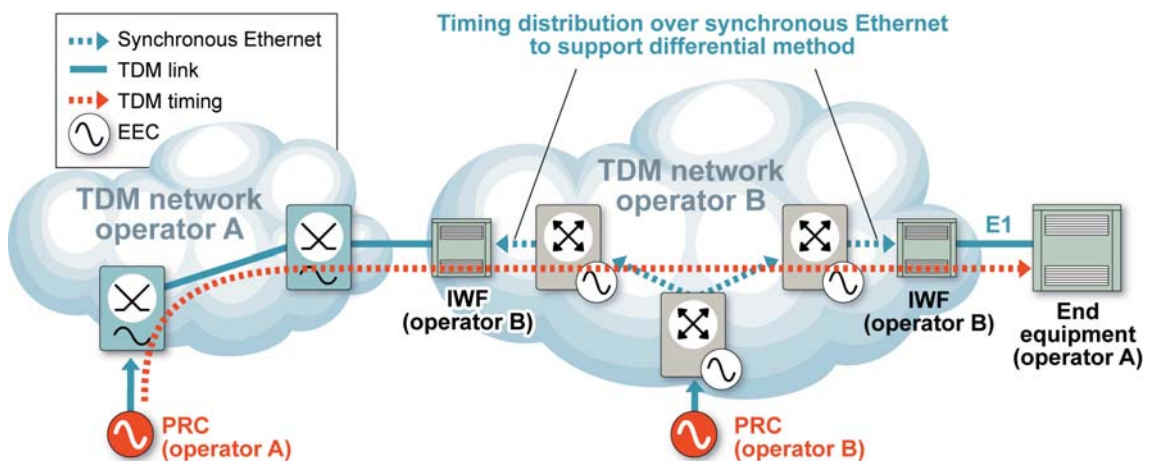 Synchronous Ethernet
TDM link
TDM timing
EEC
Timing distribution over synchronous Ethernet
to support differential method
TDM network
operator A
TDM network
operator B
E1
IWF
(operator B)
IWF
(operator B)
End
equipment
(operator A)
PRC
(operator A)
PRC
(operator B)